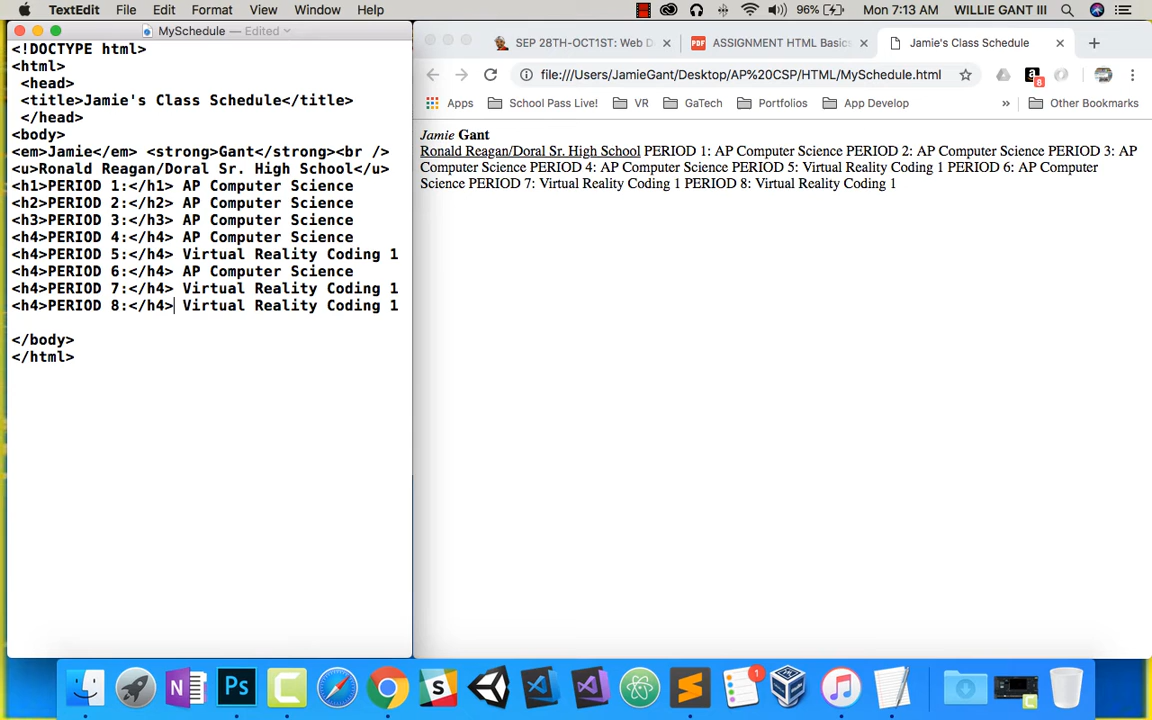 TextEdit File Edit Format View Window Help 96% Mon 7:13 AM WILLIE GANT III
MySchedule — Edited
<!DOCTYPE html>
<html>
<head>
<title>Jamie's Class Schedule</title>
</head>
<body>
<em>Jamie</em> <strong>Gant</strong><br />
<u>Ronald Reagan/Doral Sr. High School</u>
<h1>PERIOD 1:</h1> AP Computer Science
<h2>PERIOD 2:</h2> AP Computer Science
<h3>PERIOD 3:</h3> AP Computer Science
<h4>PERIOD 4:</h4> AP Computer Science
<h4>PERIOD 5:</h4> Virtual Reality Coding 1
<h4>PERIOD 6:</h4> AP Computer Science
<h4>PERIOD 7:</h4> Virtual Reality Coding 1
<h4>PERIOD 8:</h4> Virtual Reality Coding 1
</body>
</html>
SEP 28TH-OCT1ST: Web D PDF ASSIGNMENT HTML Basics Jamie's Class Schedule
file:///Users/JamieGant/Desktop/AP%20CSP/HTML/MySchedule.html a 8
Apps School Pass Live! VR GaTech Portfolios App Develop » Other Bookmarks
Jamie Gant
Ronald Reagan/Doral Sr. High School PERIOD 1: AP Computer Science PERIOD 2: AP Computer Science PERIOD 3: AP
Computer Science PERIOD 4: AP Computer Science PERIOD 5: Virtual Reality Coding 1 PERIOD 6: AP Computer
Science PERIOD 7: Virtual Reality Coding 1 PERIOD 8: Virtual Reality Coding 1
N Ps C S 1